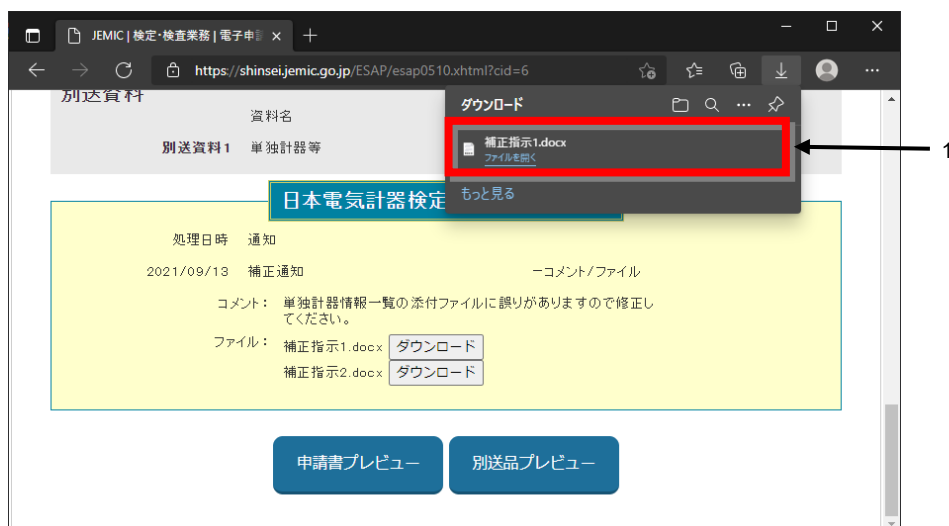 JEMIC | 検定・検査業務 | 電子申
https://shinsei.jemic.go.jp/ESAP/esap0510.xhtml?cid=6
別送資料
資料名
別送資料1 単独計器等
ダウンロード
補正指示1.docx
ファイルを開く
もっと見る
1
日本電気計器検定
処理日時 通知
2021/09/13 補正通知 −コメント/ファイル
コメント： 単独計器情報一覧の添付ファイルに誤りがありますので修正し
てください。
ファイル： 補正指示1.docx ダウンロード
補正指示2.docx ダウンロード
申請書プレビュー 別送品プレビュー